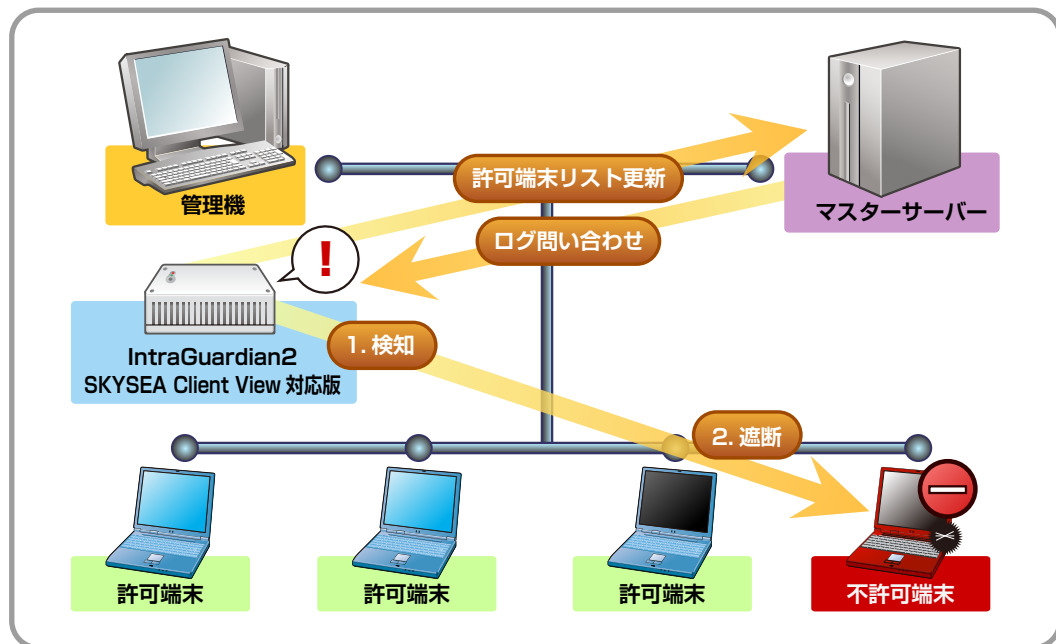 管理機
マスターサーバー
許可端末リスト更新
ログ問い合わせ
!
IntraGuardian2
SKYSEA Client View 対応版
1. 検知
2. 遮断
許可端末
許可端末
許可端末
不許可端末